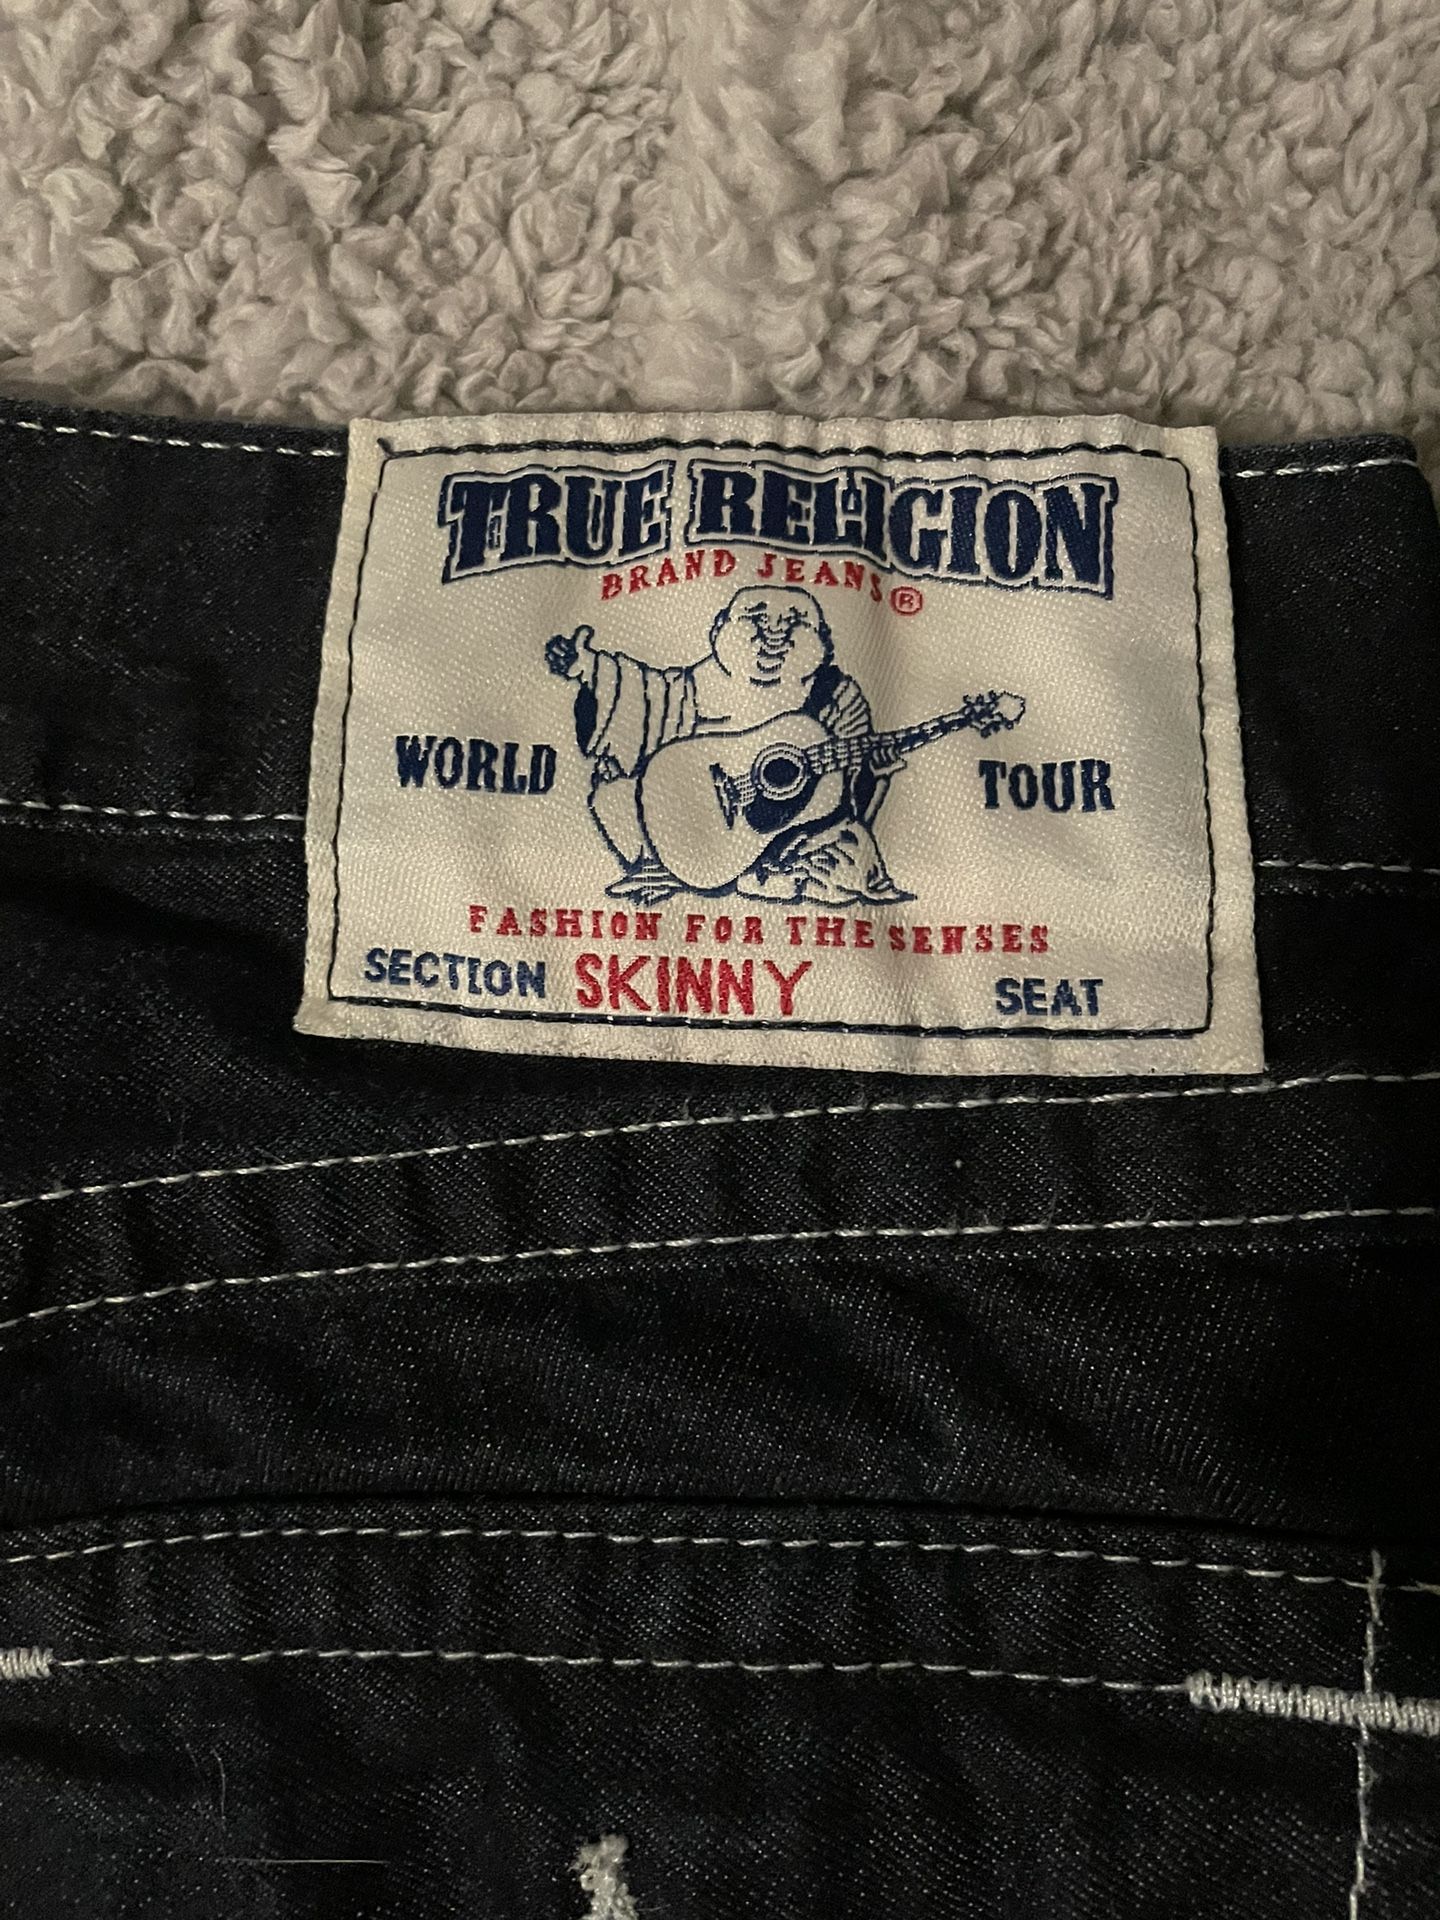 TRUE RELIGION
BRAND JEANS®
WORLD TOUR
FASHION FOR THE SENSES
SECTION SKINNY SEAT